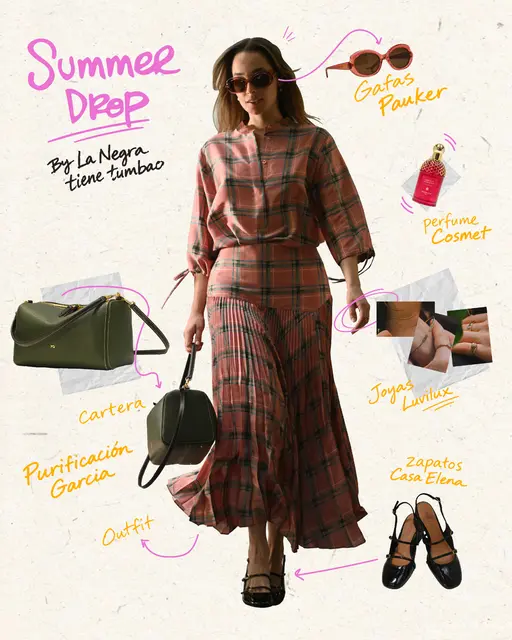 Summer
Drop
By La Negra
tiene tumbao
Gafas
Pauker
perfume
Cosmet
Joyas
Luvilux
cartera
Purificación
Garcia
zapatos
Casa Elena
Outfit